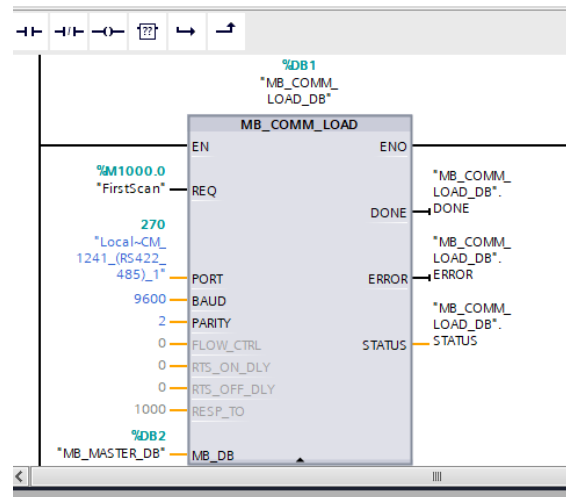 ??
%DB1
"MB_COMM_
LOAD_DB"
MB_COMM_LOAD
EN
ENO
%M1000.0
"FirstScan"
REQ
"MB_COMM_
LOAD_DB".
DONE
DONE
270
"Local~CM_
1241_(RS422_
485)_1"
PORT
"MB_COMM_
LOAD_DB".
ERROR
ERROR
9600
BAUD
2
PARITY
"MB_COMM_
LOAD_DB".
STATUS
STATUS
0
FLOW_CTRL
0
RTS_ON_DLY
0
RTS_OFF_DLY
1000
RESP_TO
%DB2
"MB_MASTER_DB"
MB_DB